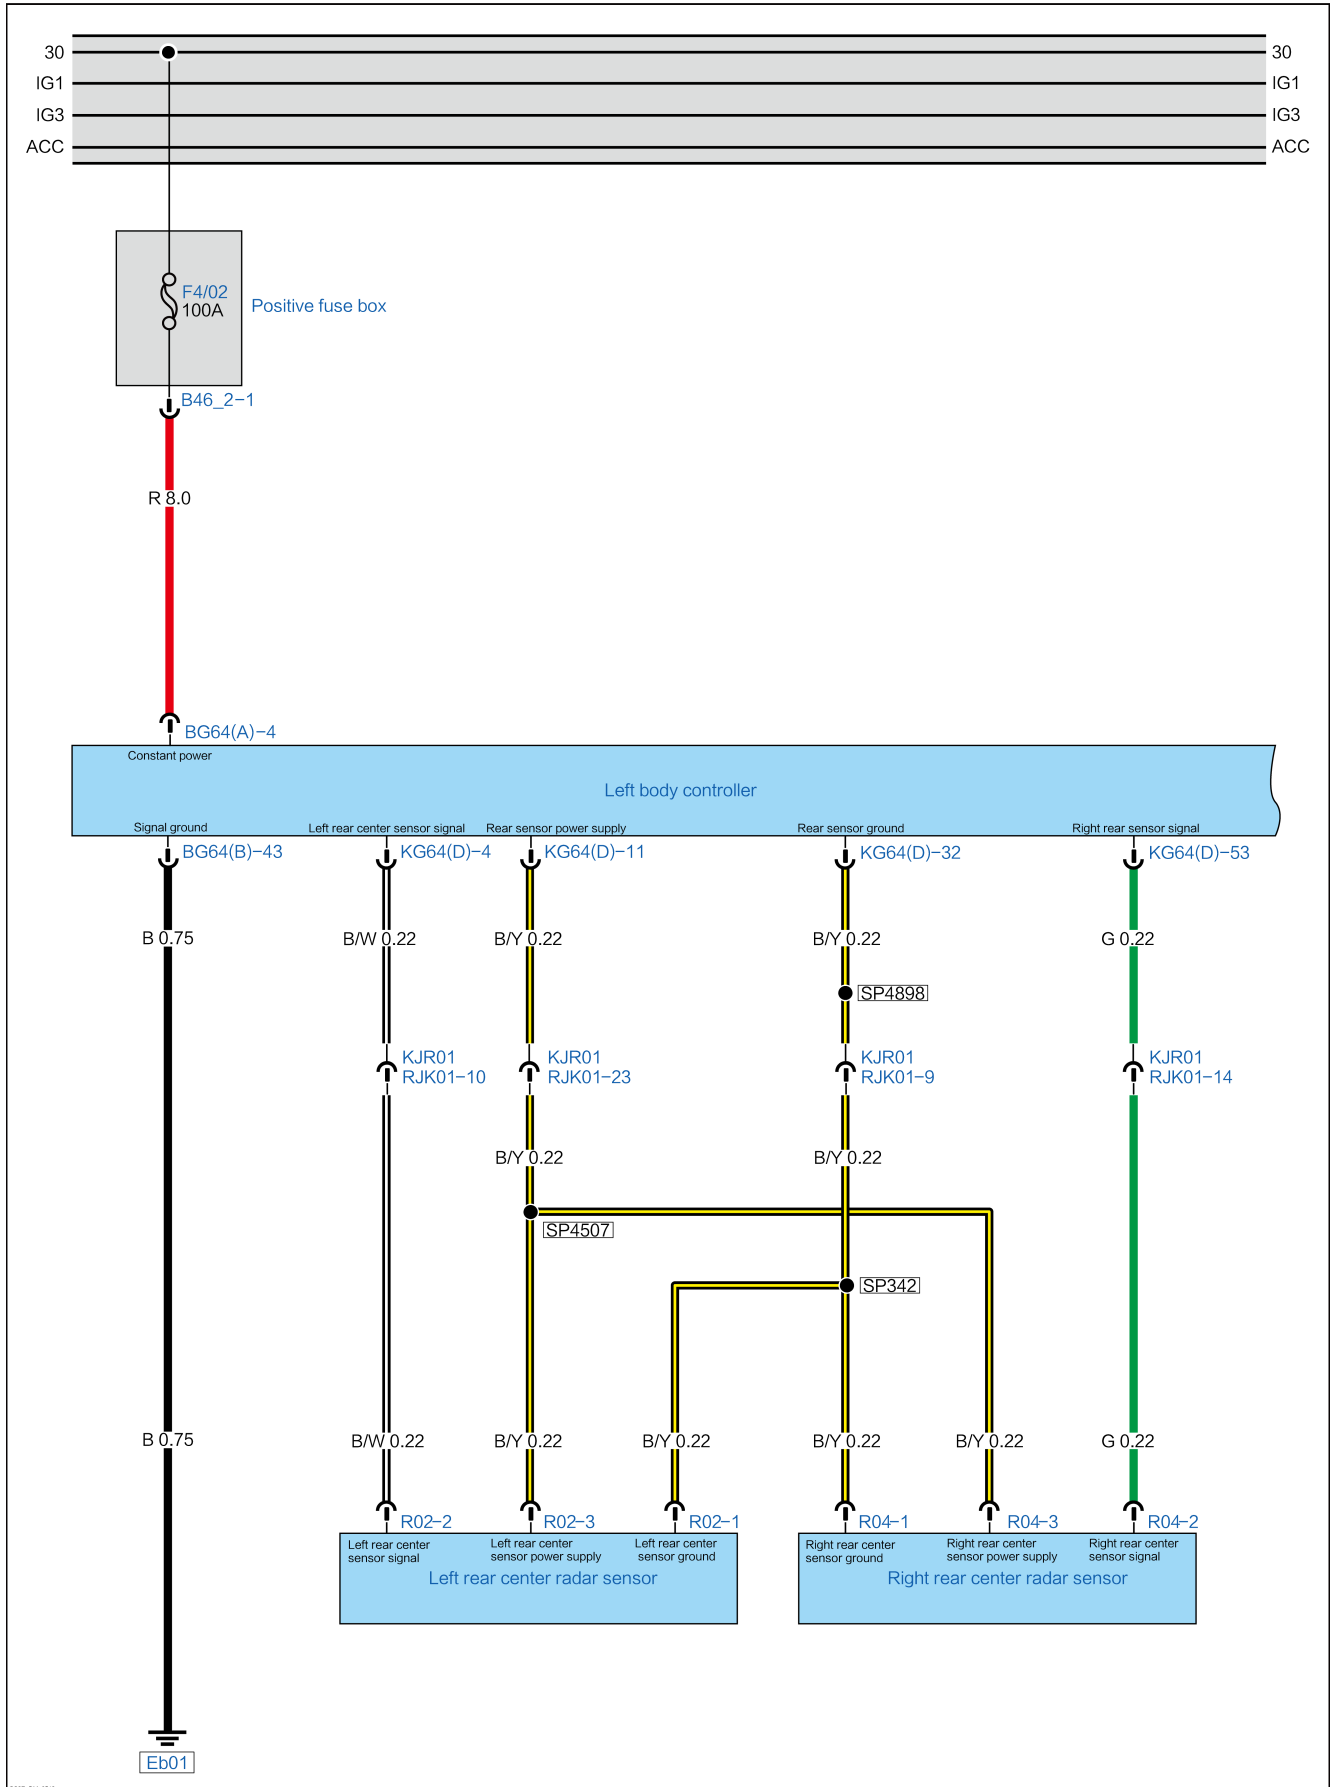 30 30
IG1 IG1
IG3 IG3
ACC ACC
F4/02
100A
Positive fuse box
B46_2-1
R 8.0
BG64(A)-4
Constant power
Left body controller
Signal ground Left rear center sensor signal Rear sensor power supply Rear sensor ground Right rear sensor signal
BG64(B)-43 KG64(D)-4 KG64(D)-11 KG64(D)-32 KG64(D)-53
B 0.75 B/W 0.22 B/Y 0.22 B/Y 0.22 G 0.22
SP4898
KJR01 KJR01 KJR01 KJR01
RJK01-10 RJK01-23 RJK01-9 RJK01-14
B/Y 0.22 B/Y 0.22
SP4507
SP342
B 0.75 B/W 0.22 B/Y 0.22 B/Y 0.22 B/Y 0.22 B/Y 0.22 G 0.22
R02-2 R02-3 R02-1 R04-1 R04-3 R04-2
Left rear center Left rear center Left rear center Right rear center Right rear center Right rear center
sensor signal sensor power supply sensor ground sensor ground sensor power supply sensor signal
Left rear center radar sensor Right rear center radar sensor
Eb01